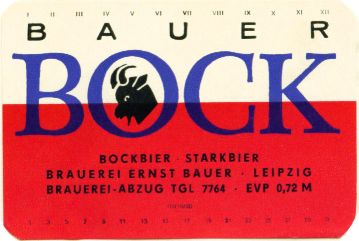 I II III IV V VI VII VIII IX X XI XII
BAUER
BOCK
BOCKBIER · STARKBIER
BRAUEREI ERNST BAUER · LEIPZIG
BRAUEREI-ABZUG TGL 7764 · EVP 0,72 M
1 3 5 7 9 11 13 15 17 19 21 23 25 27 29 31